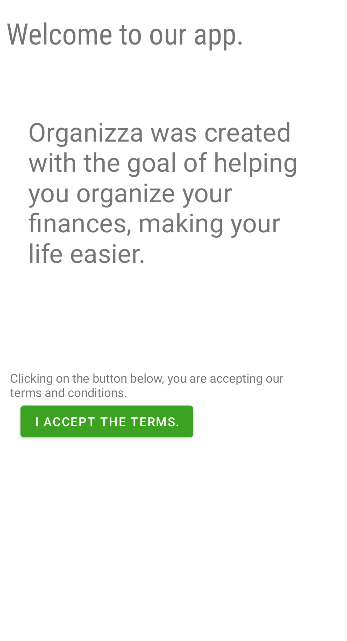 Welcome to our app.
Organizza was created
with the goal of helping
you organize your
finances, making your
life easier.
Clicking on the button below, you are accepting our
terms and conditions.
I ACCEPT THE TERMS.